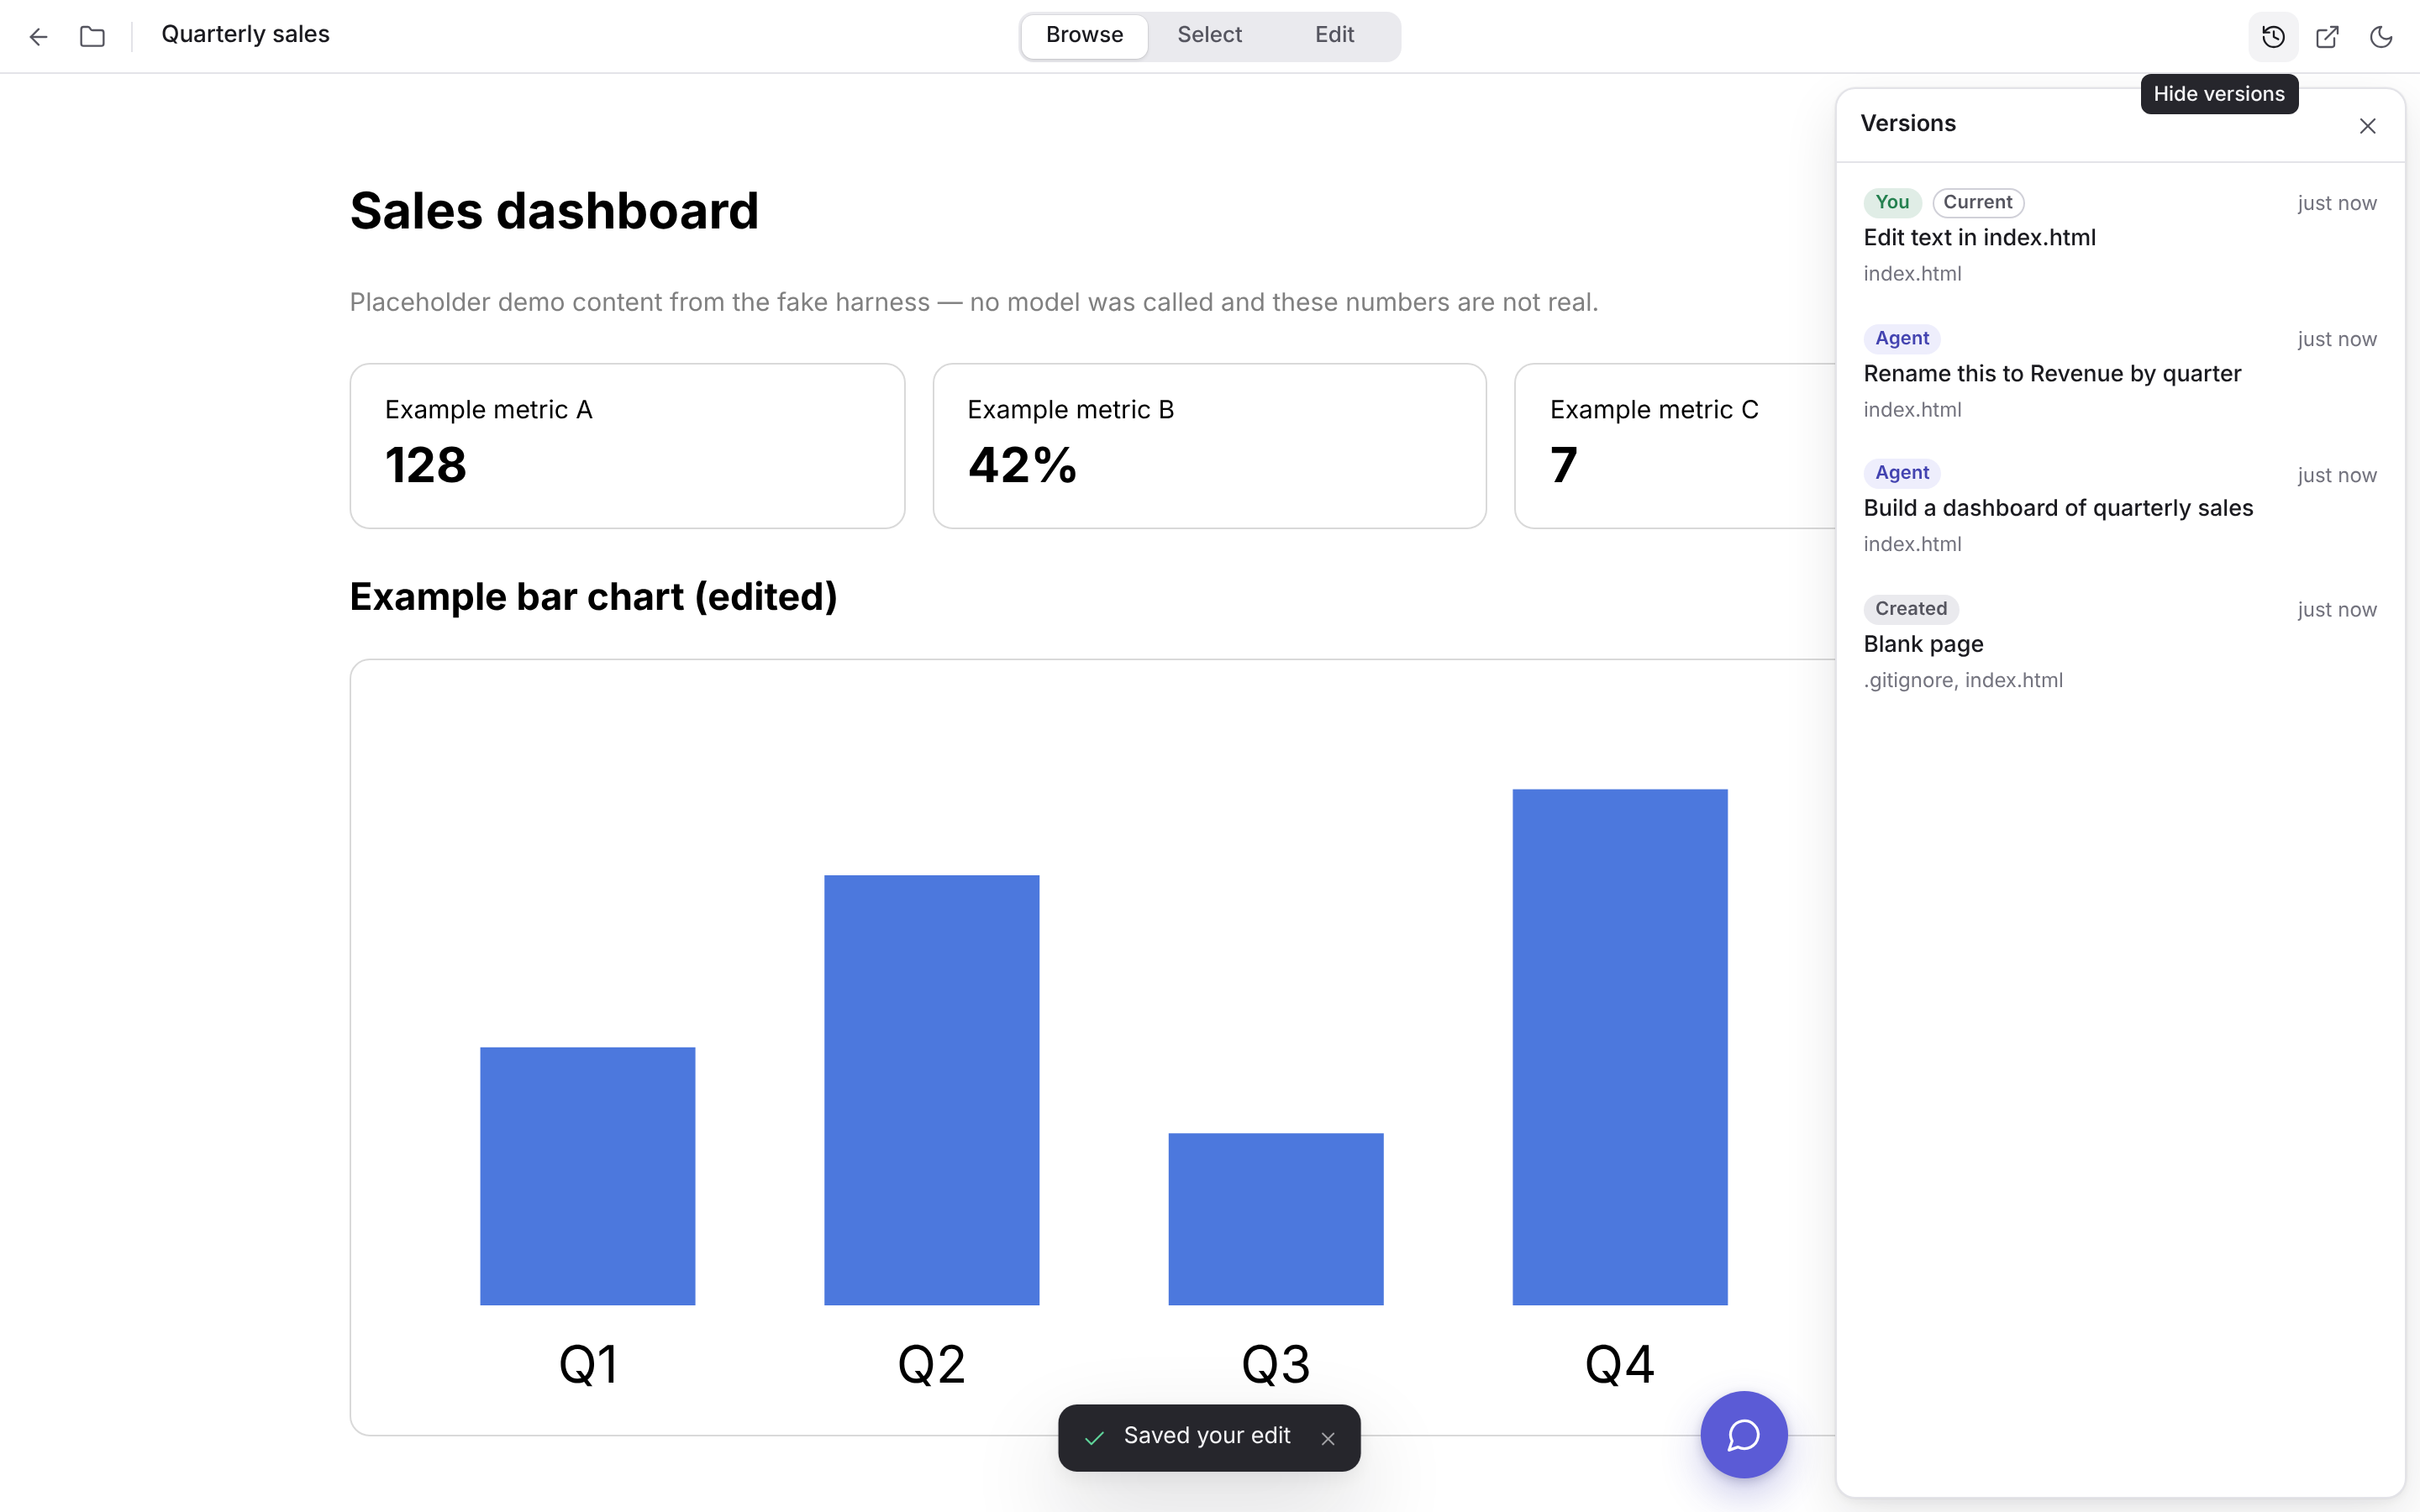 Quarterly sales
Browse Select Edit
Hide versions
Versions
You Current just now
Edit text in index.html
index.html
Agent just now
Rename this to Revenue by quarter
index.html
Agent just now
Build a dashboard of quarterly sales
index.html
Created just now
Blank page
.gitignore, index.html
Sales dashboard
Placeholder demo content from the fake harness — no model was called and these numbers are not real.
Example metric A
128
Example metric B
42%
Example metric C
7
Example bar chart (edited)
Q1 Q2 Q3 Q4
Saved your edit